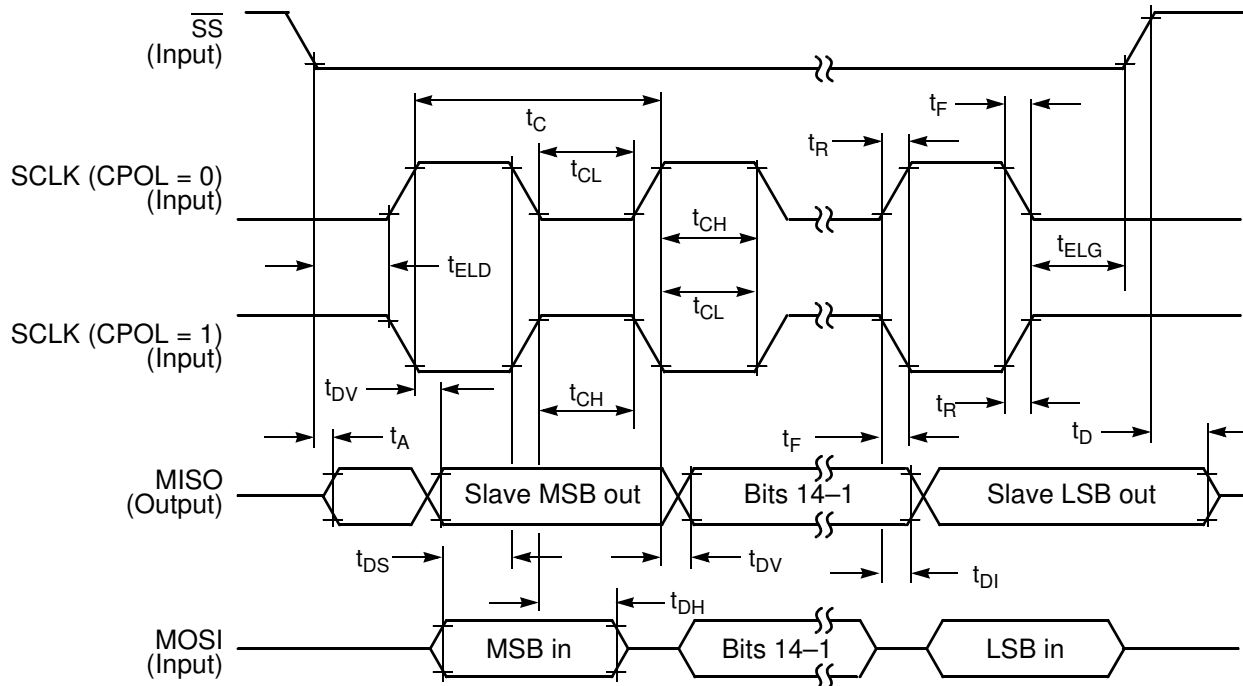 SS
(Input)
t_C
t_F
t_R
SCLK (CPOL = 0)
(Input)
t_CL
t_CH
t_ELD
t_ELG
t_CL
SCLK (CPOL = 1)
(Input)
t_DV
t_CH
t_R
t_A
t_F
t_D
MISO
(Output)
Slave MSB out
Bits 14–1
Slave LSB out
t_DS
t_DV
t_DI
t_DH
MOSI
(Input)
MSB in
Bits 14–1
LSB in